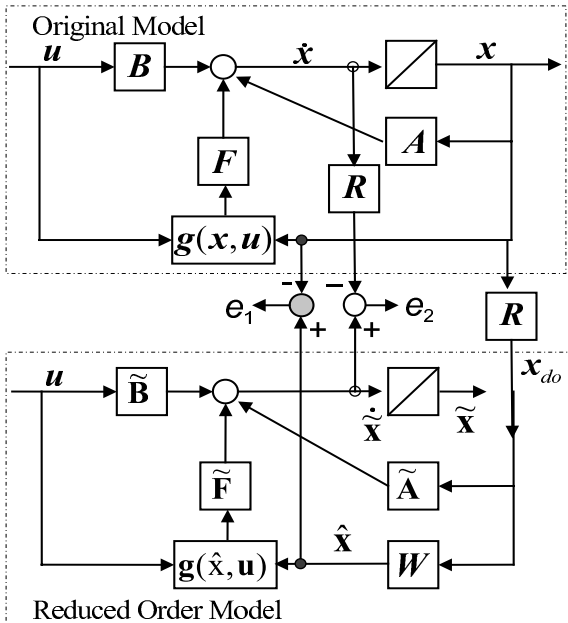 Original Model
u
B
ẋ
x
A
F
R
g(x,u)
- −
e₁ e₂
+ +
R
x_do
u
B̃
x̃̇
x̃
F̃
Ã
x̂
g(x̂,u)
W
Reduced Order Model